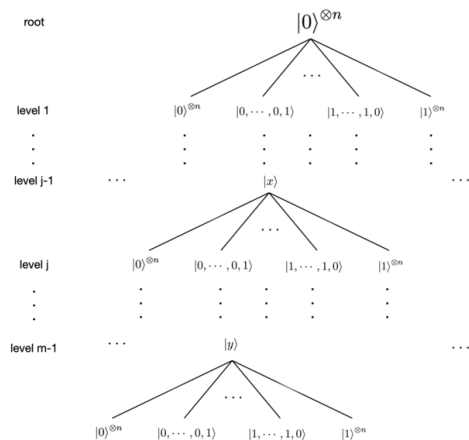 root |0⟩^{⊗n}
...
level 1 |0⟩^{⊗n} |0, ⋯, 0, 1⟩ |1, ⋯, 1, 0⟩ |1⟩^{⊗n}
level j-1 ⋯ |x⟩ ⋯
...
level j |0⟩^{⊗n} |0, ⋯, 0, 1⟩ |1, ⋯, 1, 0⟩ |1⟩^{⊗n}
level m-1 ⋯ |y⟩ ⋯
...
|0⟩^{⊗n} |0, ⋯, 0, 1⟩ |1, ⋯, 1, 0⟩ |1⟩^{⊗n}